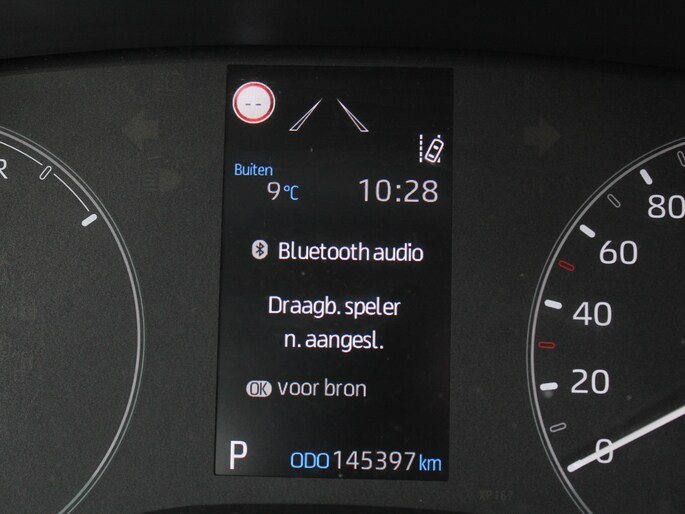 --
Buiten
9°C 10:28
Bluetooth audio
Draagb. speler
n. aangesl.
OK voor bron
P ODO 145397 km
R
80
60
40
20
0